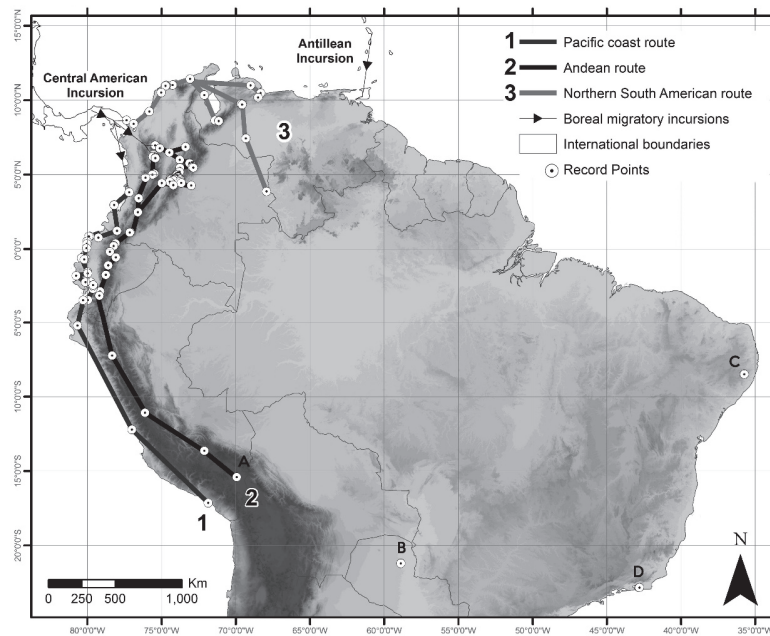 15°0'0"N
10°0'0"N
5°0'0"N
0°0'0"
5°0'0"S
10°0'0"S
15°0'0"S
20°0'0"S
Antillean
Incursion
Central American
Incursion
1 Pacific coast route
2 Andean route
3 Northern South American route
Boreal migratory incursions
International boundaries
Record Points
3
C
A
2
1
B
D
N
Km
0 250 500 1,000
80°0'0"W 75°0'0"W 70°0'0"W 65°0'0"W 60°0'0"W 55°0'0"W 50°0'0"W 45°0'0"W 40°0'0"W 35°0'0"W